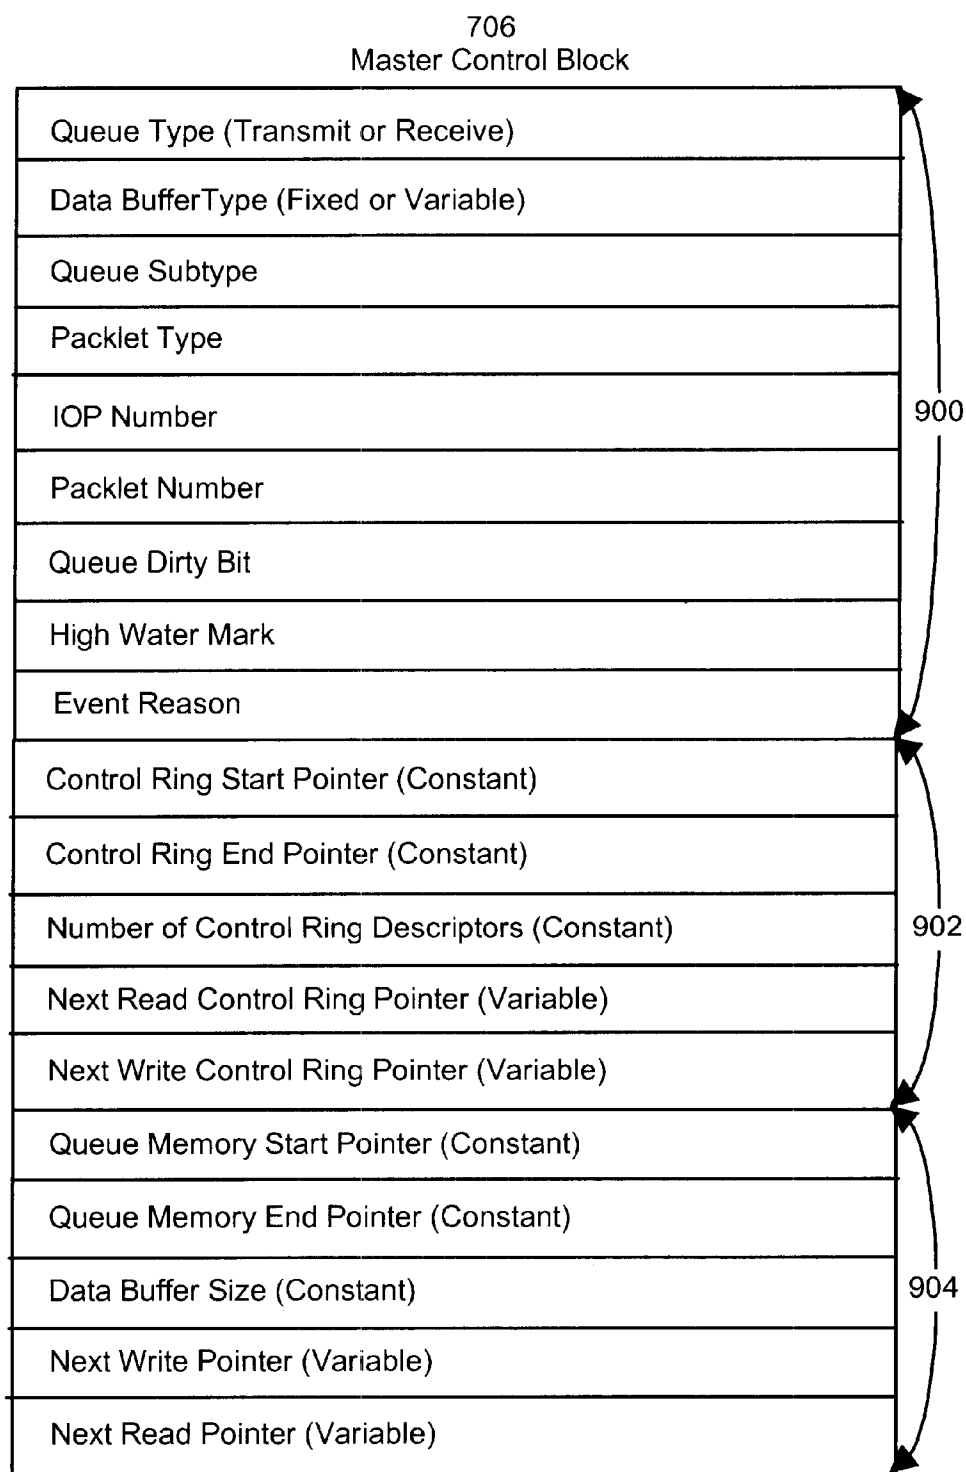 706
Master Control Block
Queue Type (Transmit or Receive)
Data BufferType (Fixed or Variable)
Queue Subtype
Packlet Type
IOP Number
900
Packlet Number
Queue Dirty Bit
High Water Mark
Event Reason
Control Ring Start Pointer (Constant)
Control Ring End Pointer (Constant)
Number of Control Ring Descriptors (Constant)
902
Next Read Control Ring Pointer (Variable)
Next Write Control Ring Pointer (Variable)
Queue Memory Start Pointer (Constant)
Queue Memory End Pointer (Constant)
Data Buffer Size (Constant)
904
Next Write Pointer (Variable)
Next Read Pointer (Variable)